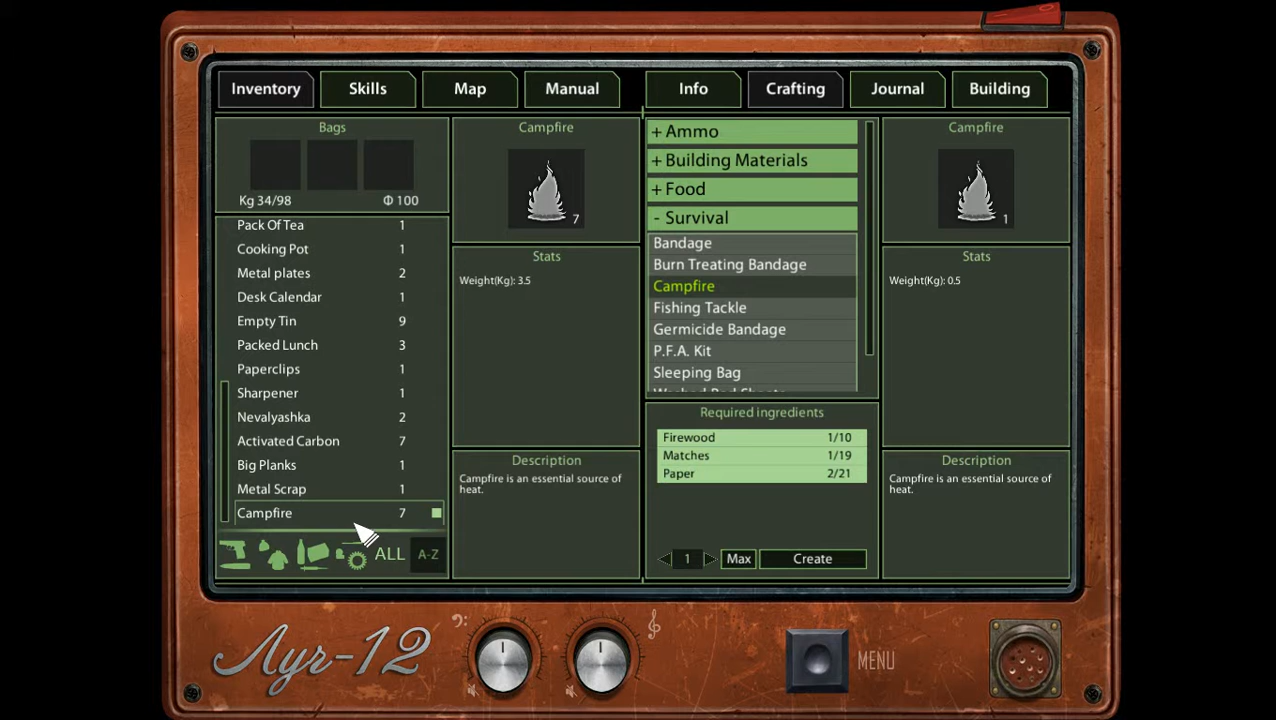 Inventory
Skills
Map
Manual
Info
Crafting
Journal
Building
Bags
Kg 34/98
Ф 100
Pack Of Tea 1
Cooking Pot 1
Metal plates 2
Desk Calendar 1
Empty Tin 9
Packed Lunch 3
Paperclips 1
Sharpener 1
Nevalyashka 2
Activated Carbon 7
Big Planks 1
Metal Scrap 1
Campfire 7
ALL
A-Z
Campfire
7
Stats
Weight(Kg): 3.5
Description
Campfire is an essential source of
heat.
+ Ammo
+ Building Materials
+ Food
- Survival
Bandage
Burn Treating Bandage
Campfire
Fishing Tackle
Germicide Bandage
P.F.A. Kit
Sleeping Bag
Required ingredients
Firewood 1/10
Matches 1/19
Paper 2/21
1
Max
Create
Campfire
1
Stats
Weight(Kg): 0.5
Description
Campfire is an essential source of
heat.
Луч-12
MENU